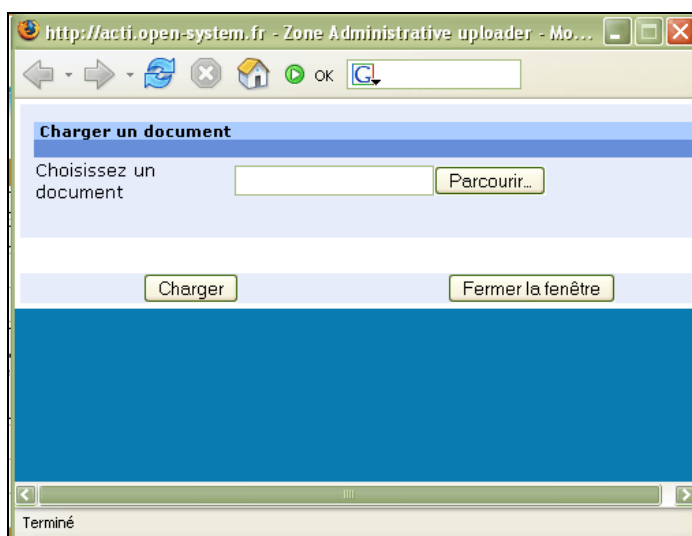 http://acti.open-system.fr - Zone Administrative uploader - Mo...
OK G
Charger un document
Choisissez un
document
Parcourir...
Charger Fermer la fenêtre
Terminé